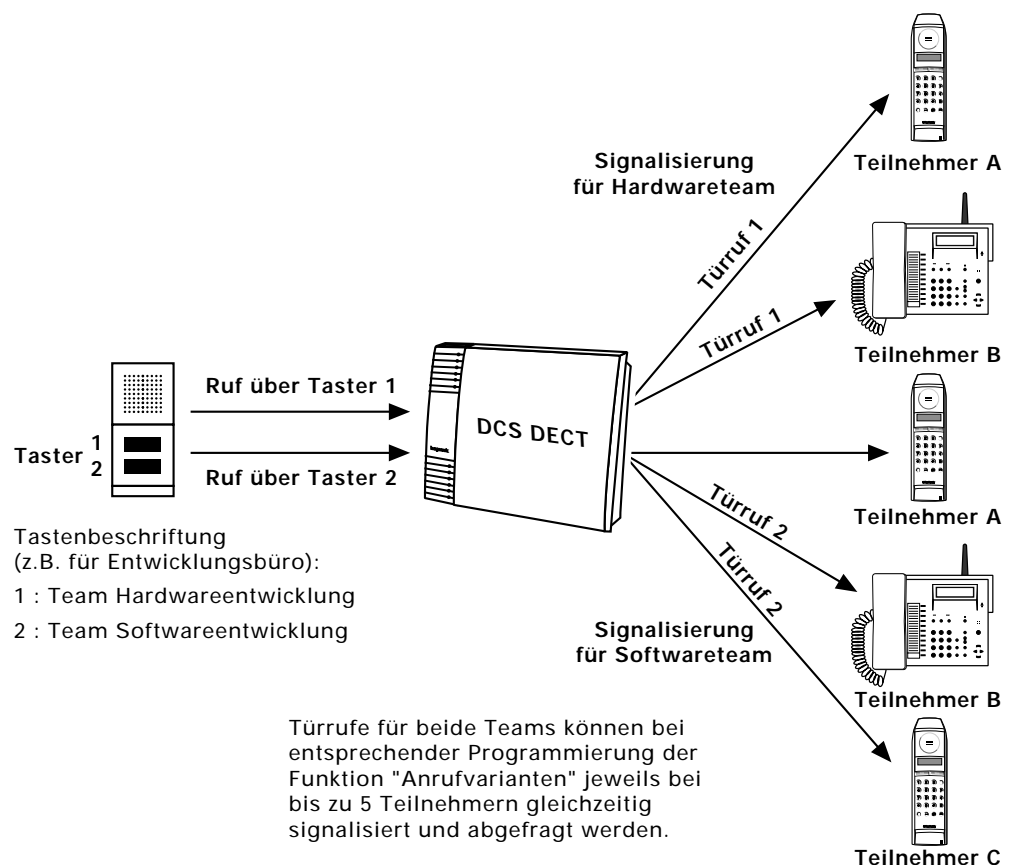 Signalisierung
für Hardwareteam
Teilnehmer A
Türruf 1
Türruf 1
Teilnehmer B
Ruf über Taster 1
DCS DECT
Taster
1
2
Ruf über Taster 2
Teilnehmer A
Türruf 2
Tastenbeschriftung
(z.B. für Entwicklungsbüro):
1 : Team Hardwareentwicklung
2 : Team Softwareentwicklung
Türruf 2
Signalisierung
für Softwareteam
Teilnehmer B
Türrufe für beide Teams können bei
entsprechender Programmierung der
Funktion "Anrufvarianten" jeweils bei
bis zu 5 Teilnehmern gleichzeitig
signalisiert und abgefragt werden.
Teilnehmer C